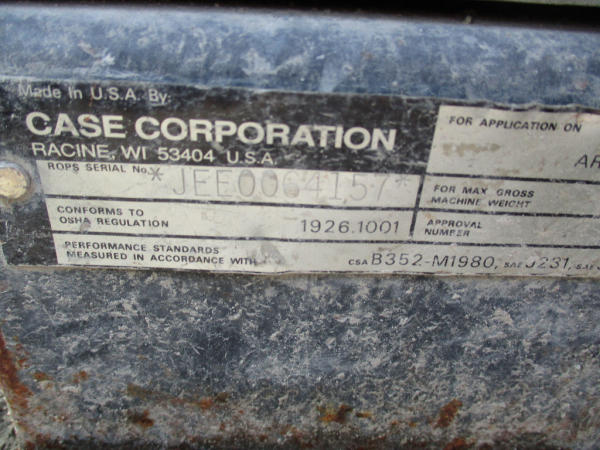 Made In U.S.A. By:
CASE CORPORATION
RACINE, WI 53404 U.S.A.
ROPS SERIAL No. *JEE0064157*
CONFORMS TO
OSHA REGULATION 1926.1001
PERFORMANCE STANDARDS
MEASURED IN ACCORDANCE WITH CSA B352-M1980, SAE J231, SAE
FOR APPLICATION ON
AR
FOR MAX GROSS
MACHINE WEIGHT
APPROVAL
NUMBER